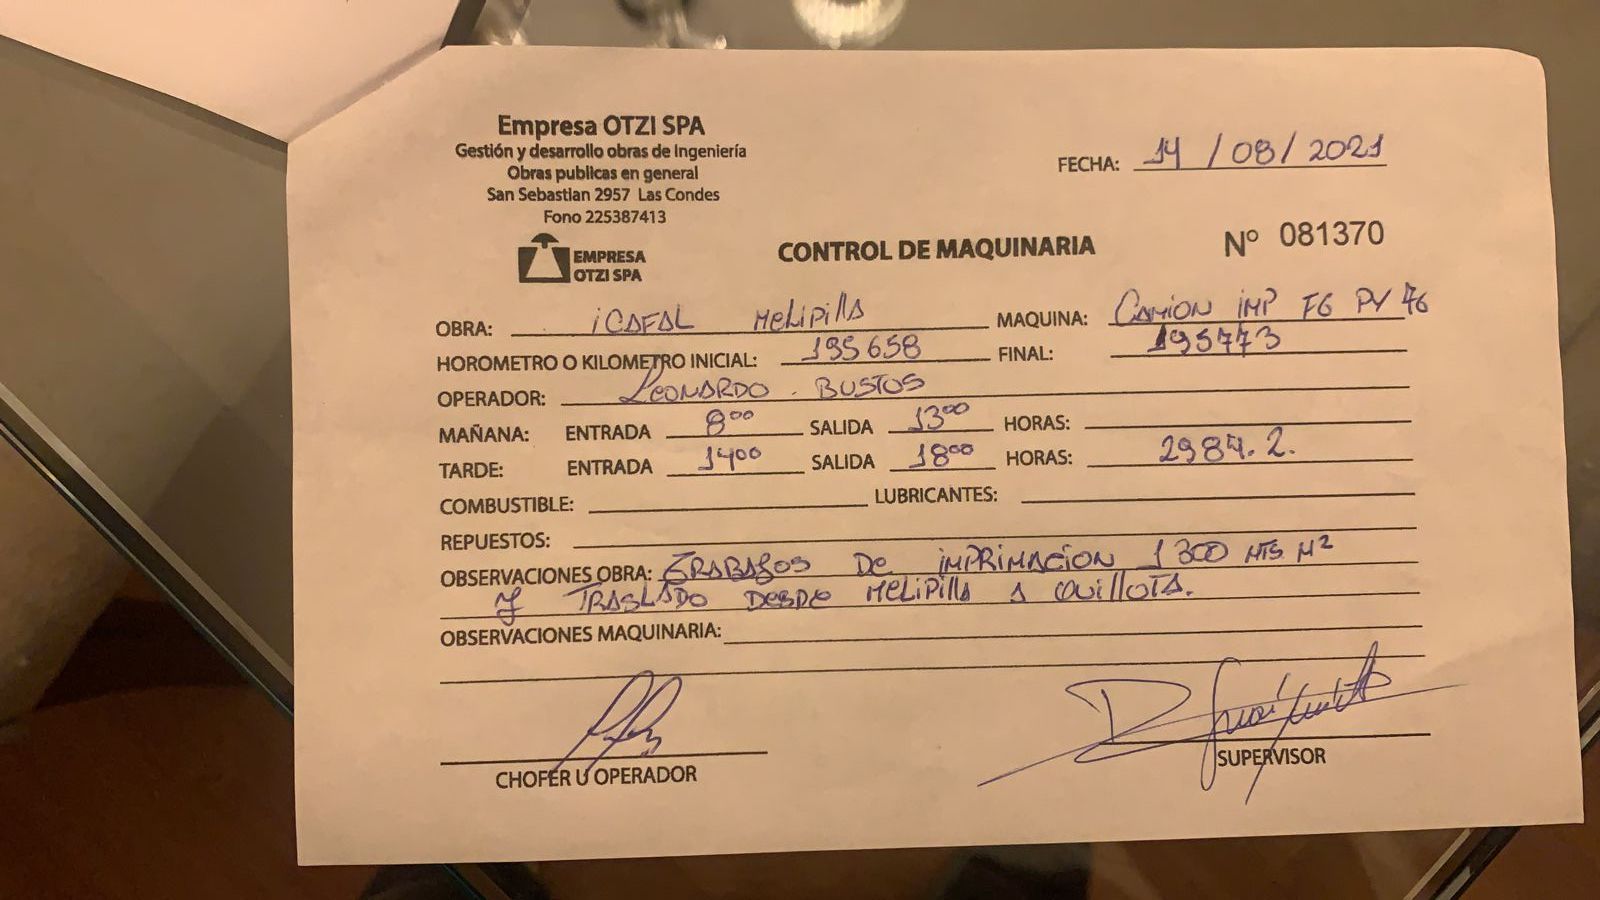 Empresa OTZI SPA
Gestión y desarrollo obras de Ingeniería
Obras publicas en general
San Sebastian 2957 Las Condes
Fono 225387413
EMPRESA
OTZI SPA
FECHA: 14 / 08 / 2021
CONTROL DE MAQUINARIA
Nº 081370
OBRA: iCAFAL MELIPILLA MAQUINA: CAMION IMP FG PY 76
HOROMETRO O KILOMETRO INICIAL: 195658 FINAL: 195773
OPERADOR: LEONARDO . BUSTOS
MAÑANA: ENTRADA 8:00 SALIDA 13:00 HORAS:
TARDE: ENTRADA 14:00 SALIDA 18:00 HORAS: 2984.2.
COMBUSTIBLE: LUBRICANTES:
REPUESTOS:
OBSERVACIONES OBRA: TRABAJOS DE IMPRIMACION 1300 MTS M²
Y TRASLADO DESDE MELIPILLA A QUILLOTA.
OBSERVACIONES MAQUINARIA:
CHOFER U OPERADOR
SUPERVISOR